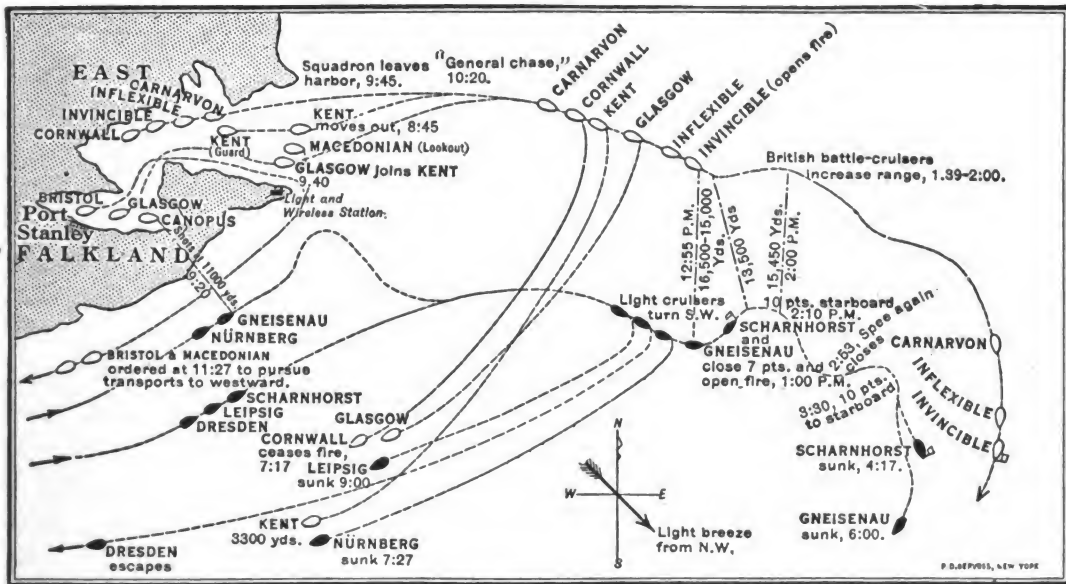 EAST
CARNARVON
INFLEXIBLE
INVINCIBLE
CORNWALL
Squadron leaves
harbor, 9:45.
"General chase,"
10:20.
KENT
moves out, 8:45
KENT
(Guard)
MACEDONIAN (Lookout)
GLASGOW joins KENT
9.40
Light and
Wireless Station.
BRISTOL
GLASGOW
CANOPUS
Port
Stanley
FALKLAND
at 11000 yds.
9:20
GNEISENAU
NÜRNBERG
BRISTOL & MACEDONIAN
ordered at 11:27 to pursue
transports to westward.
SCHARNHORST
LEIPSIG
DRESDEN
CARNARVON
CORNWALL
KENT
GLASGOW
INFLEXIBLE
INVINCIBLE (opens fire)
British battle-cruisers
increase range, 1.39-2:00.
12:55 P.M.
16,500-15,000
Yds.
13,500 Yds
15,450 Yds.
2:00 P.M.
Light cruisers
turn S.W.
10 pts. starboard
2:10 P.M.
SCHARNHORST
and
GNEISENAU
close 7 pts. and
open fire, 1:00 P.M.
2:53, Spee again
closes
3:30, 10 pts.
to starboard
CARNARVON
INFLEXIBLE
INVINCIBLE
SCHARNHORST
sunk, 4:17.
GNEISENAU
sunk, 6:00.
GLASGOW
CORNWALL
ceases fire,
7:17
LEIPSIG
sunk 9:00
KENT
3300 yds.
NÜRNBERG
sunk 7:27
DRESDEN
escapes
N
W
E
S
Light breeze
from N.W.
P.D.GERVOSS, NEW YORK